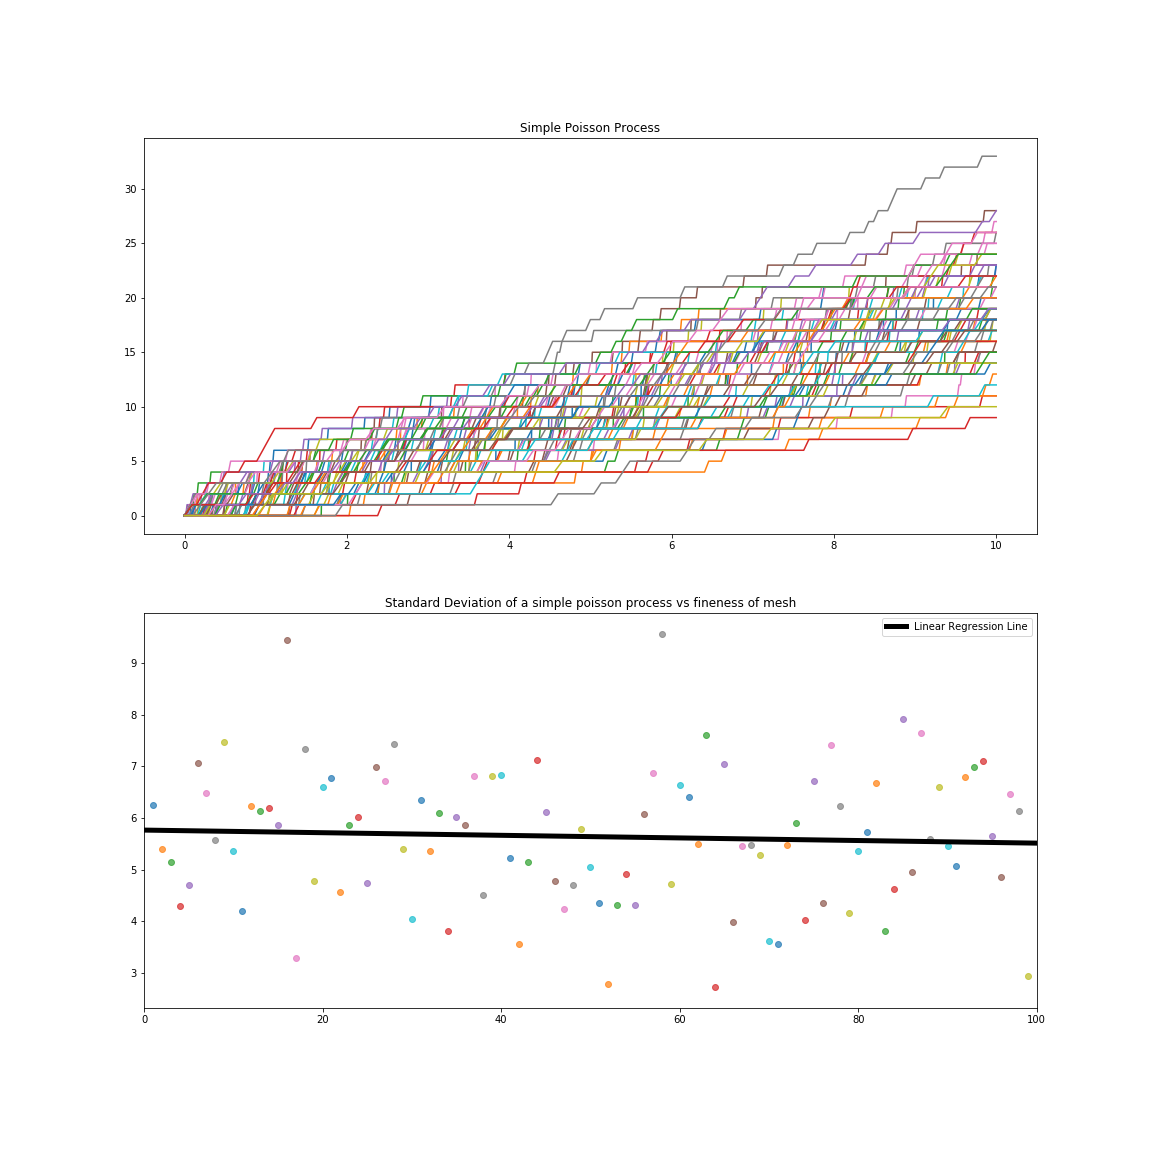 Simple Poisson Process
30
25
20
15
10
5
0
0 2 4 6 8 10
Standard Deviation of a simple poisson process vs fineness of mesh
Linear Regression Line
9
8
7
6
5
4
3
0 20 40 60 80 100